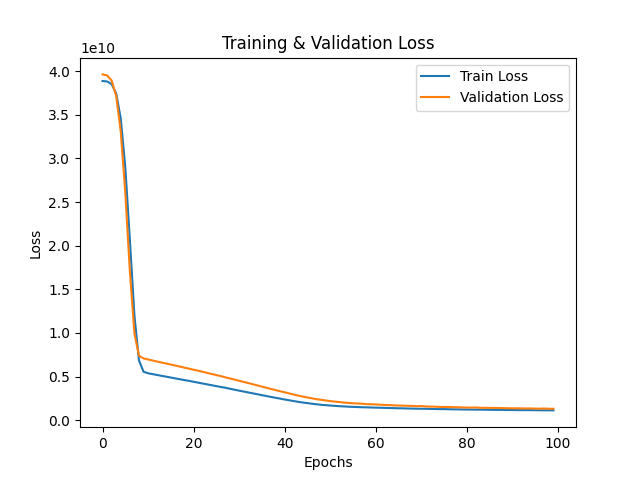 Training & Validation Loss
1e10
Train Loss
Validation Loss
4.0
3.5
3.0
2.5
2.0
1.5
1.0
0.5
0.0
Loss
0 20 40 60 80 100
Epochs